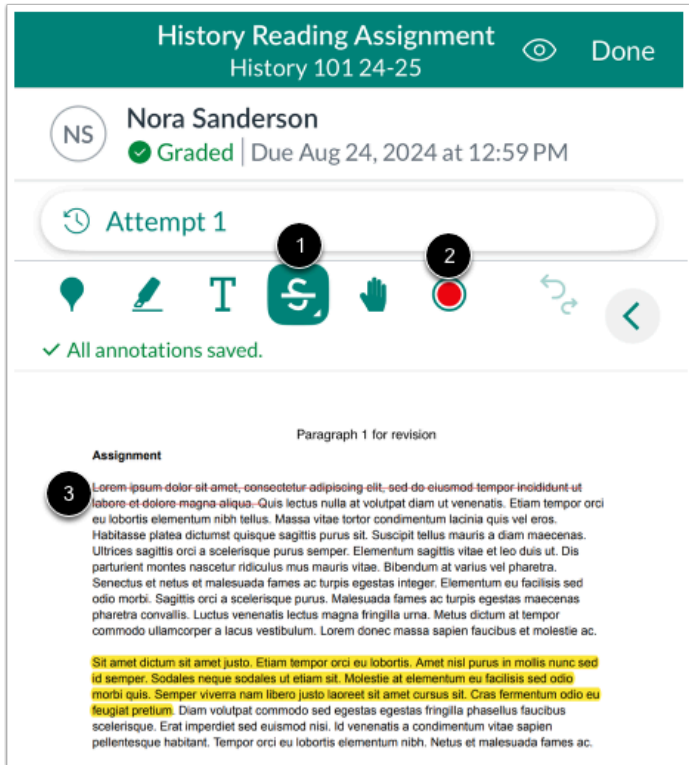 History Reading Assignment
History 101 24-25
Done
NS
Nora Sanderson
Graded | Due Aug 24, 2024 at 12:59 PM
Attempt 1
1
2
T
S
All annotations saved.
Paragraph 1 for revision
Assignment
3
Lorem ipsum dolor sit amet, consectetur adipiscing elit, sed do eiusmod tempor incididunt ut
labore et dolore magna aliqua. Quis lectus nulla at volutpat diam ut venenatis. Etiam tempor orci
eu lobortis elementum nibh tellus. Massa vitae tortor condimentum lacinia quis vel eros.
Habitasse platea dictumst quisque sagittis purus sit. Suscipit tellus mauris a diam maecenas.
Ultrices sagittis orci a scelerisque purus semper. Elementum sagittis vitae et leo duis ut. Dis
parturient montes nascetur ridiculus mus mauris vitae. Bibendum at varius vel pharetra.
Senectus et netus et malesuada fames ac turpis egestas integer. Elementum eu facilisis sed
odio morbi. Sagittis orci a scelerisque purus. Malesuada fames ac turpis egestas maecenas
pharetra convallis. Luctus venenatis lectus magna fringilla urna. Metus dictum at tempor
commodo ullamcorper a lacus vestibulum. Lorem donec massa sapien faucibus et molestie ac.
Sit amet dictum sit amet justo. Etiam tempor orci eu lobortis. Amet nisl purus in mollis nunc sed
id semper. Sodales neque sodales ut etiam sit. Molestie at elementum eu facilisis sed odio
morbi quis. Semper viverra nam libero justo laoreet sit amet cursus sit. Cras fermentum odio eu
feugiat pretium. Diam volutpat commodo sed egestas egestas fringilla phasellus faucibus
scelerisque. Erat imperdiet sed euismod nisi. Id venenatis a condimentum vitae sapien
pellentesque habitant. Tempor orci eu lobortis elementum nibh. Netus et malesuada fames ac.